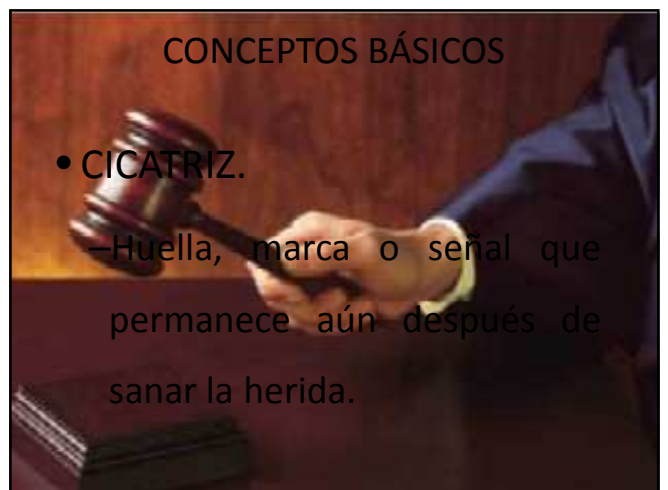 CONCEPTOS BÁSICOS
• CICATRIZ.
–Huella, marca o señal que
permanece aún después de
sanar la herida.